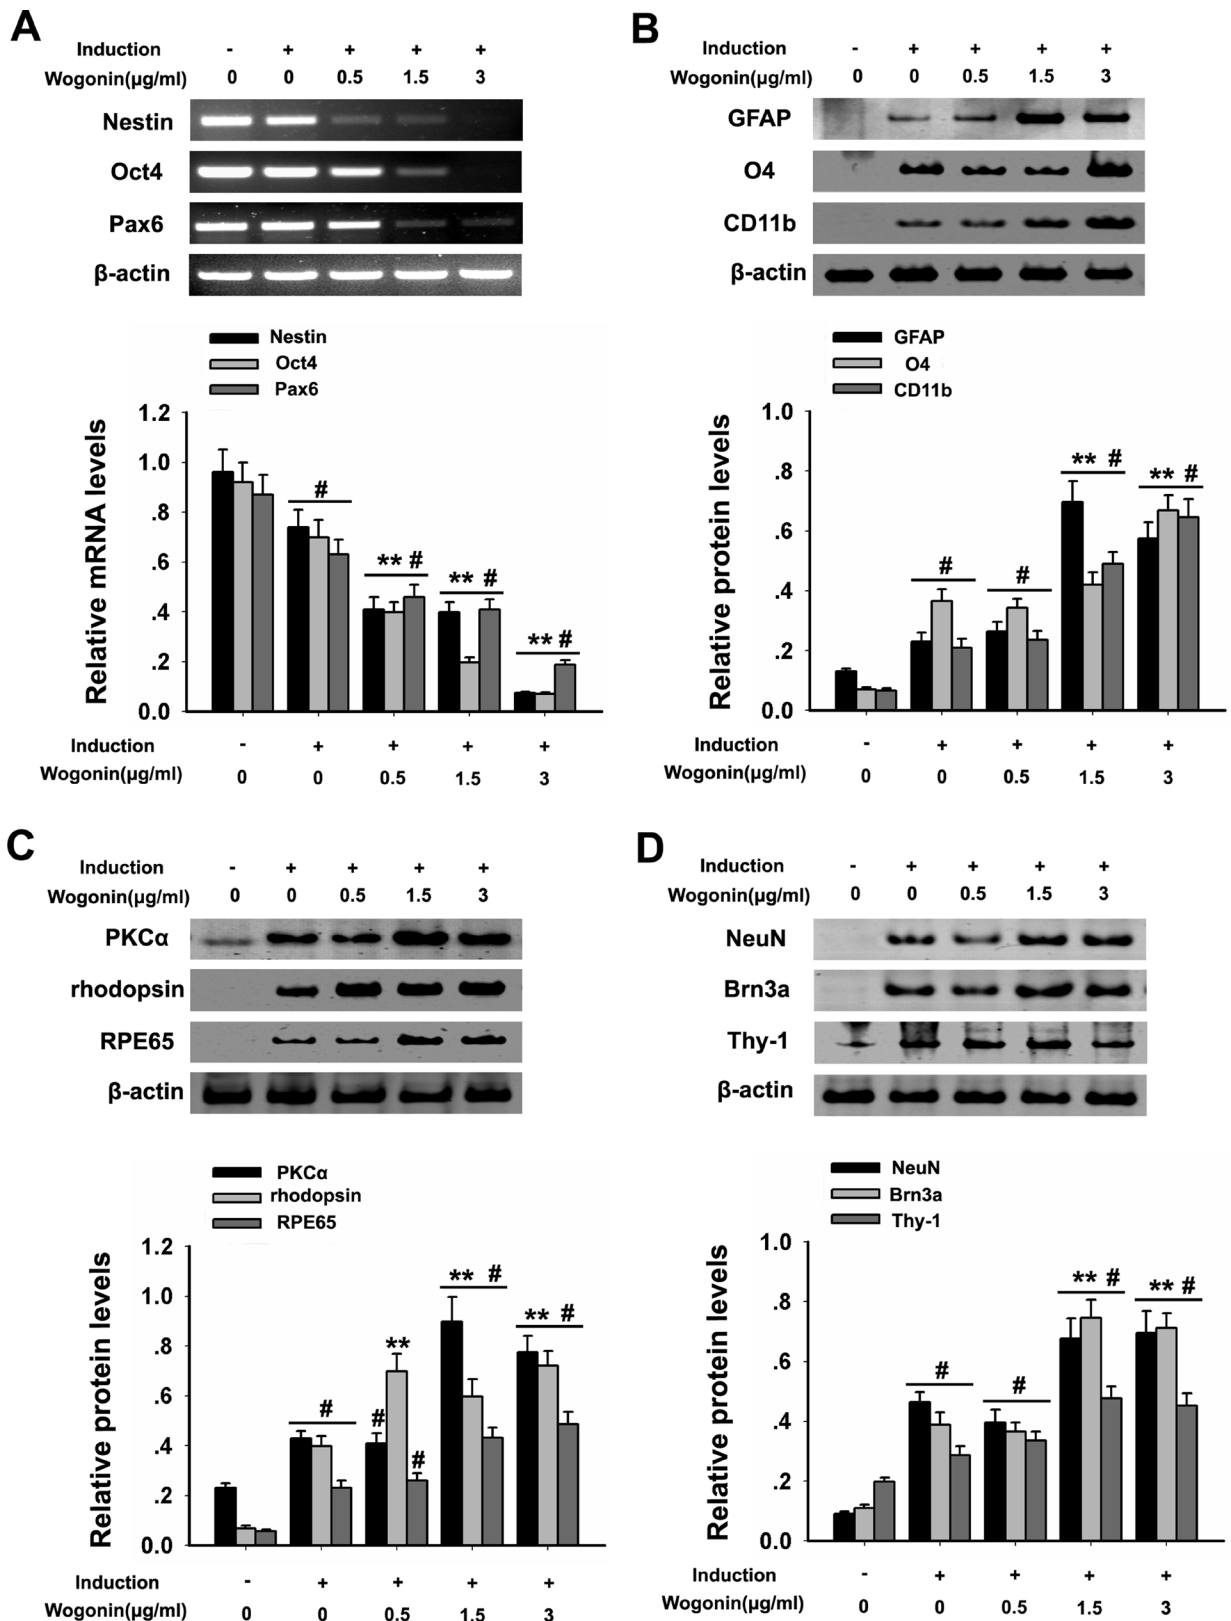 A
Induction - + + + +
Wogonin(μg/ml) 0 0 0.5 1.5 3
Nestin
Oct4
Pax6
β-actin
Nestin
Oct4
Pax6
Relative mRNA levels
1.2
1.0
.8
.6
.4
.2
0.0
#
** #
** #
** #
Induction - + + + +
Wogonin(μg/ml) 0 0 0.5 1.5 3
B
Induction - + + + +
Wogonin(μg/ml) 0 0 0.5 1.5 3
GFAP
O4
CD11b
β-actin
GFAP
O4
CD11b
Relative protein levels
1.0
.8
.6
.4
.2
0.0
#
#
** #
** #
Induction - + + + +
Wogonin(μg/ml) 0 0 0.5 1.5 3
C
Induction - + + + +
Wogonin(μg/ml) 0 0 0.5 1.5 3
PKCα
rhodopsin
RPE65
β-actin
PKCα
rhodopsin
RPE65
Relative protein levels
1.2
1.0
.8
.6
.4
.2
0.0
#
# ** #
** #
** #
Induction - + + + +
Wogonin(μg/ml) 0 0 0.5 1.5 3
D
Induction - + + + +
Wogonin(μg/ml) 0 0 0.5 1.5 3
NeuN
Brn3a
Thy-1
β-actin
NeuN
Brn3a
Thy-1
Relative protein levels
1.0
.8
.6
.4
.2
0.0
#
#
** #
** #
Induction - + + + +
Wogonin(μg/ml) 0 0 0.5 1.5 3